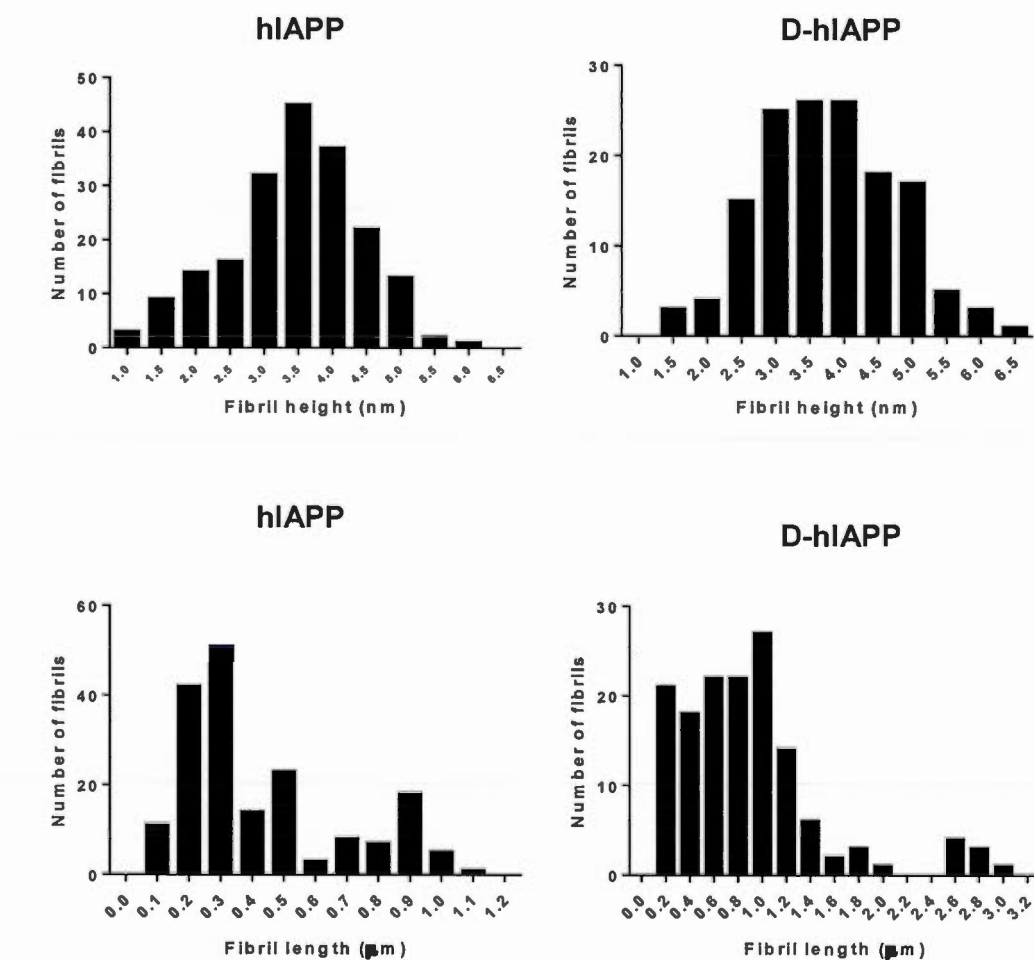 hIAPP
50
40
30
20
10
0
Number of fibrils
1.0 1.5 2.0 2.5 3.0 3.5 4.0 4.5 5.0 5.5 6.0 6.5
Fibril height (nm)
D-hIAPP
30
20
10
0
Number of fibrils
1.0 1.5 2.0 2.5 3.0 3.5 4.0 4.5 5.0 5.5 6.0 6.5
Fibril height (nm)
hIAPP
60
40
20
0
Number of fibrils
0.0 0.1 0.2 0.3 0.4 0.5 0.6 0.7 0.8 0.9 1.0 1.1 1.2
Fibril length (μm)
D-hIAPP
30
20
10
0
Number of fibrils
0.0 0.2 0.4 0.6 0.8 1.0 1.2 1.4 1.6 1.8 2.0 2.2 2.4 2.6 2.8 3.0 3.2
Fibril length (μm)